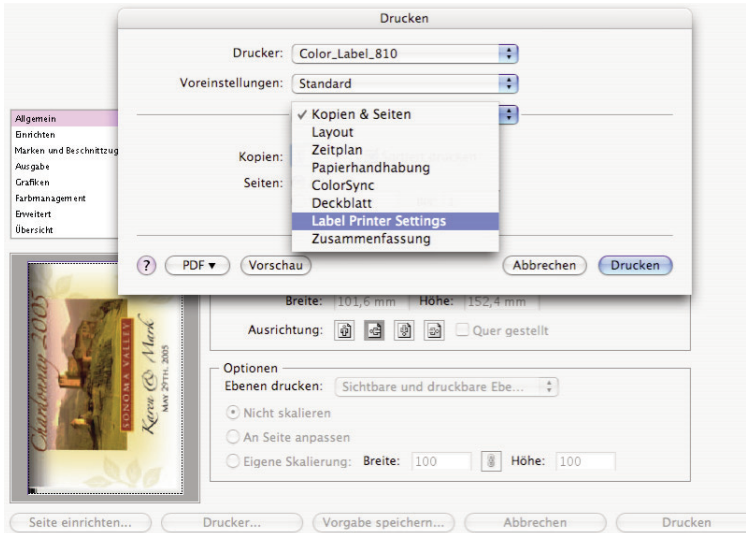 Drucken
Drucker: Color_Label_810
Voreinstellungen: Standard
✓ Kopien & Seiten
Layout
Zeitplan
Papierhandhabung
ColorSync
Deckblatt
Label Printer Settings
Zusammenfassung
Kopien:
Seiten:
? PDF ▼ Vorschau Abbrechen Drucken
Allgemein
Einrichten
Marken und Beschnittzug
Ausgabe
Grafiken
Farbmanagement
Erweitert
Übersicht
Chardonnay 2005
SONOMA VALLEY
Karen & Mark
MAY 29TH, 2005
Breite: 101,6 mm Höhe: 152,4 mm
Ausrichtung: Quer gestellt
Optionen
Ebenen drucken: Sichtbare und druckbare Ebe...
Nicht skalieren
An Seite anpassen
Eigene Skalierung: Breite: 100 Höhe: 100
Seite einrichten... Drucker... Vorgabe speichern... Abbrechen Drucken